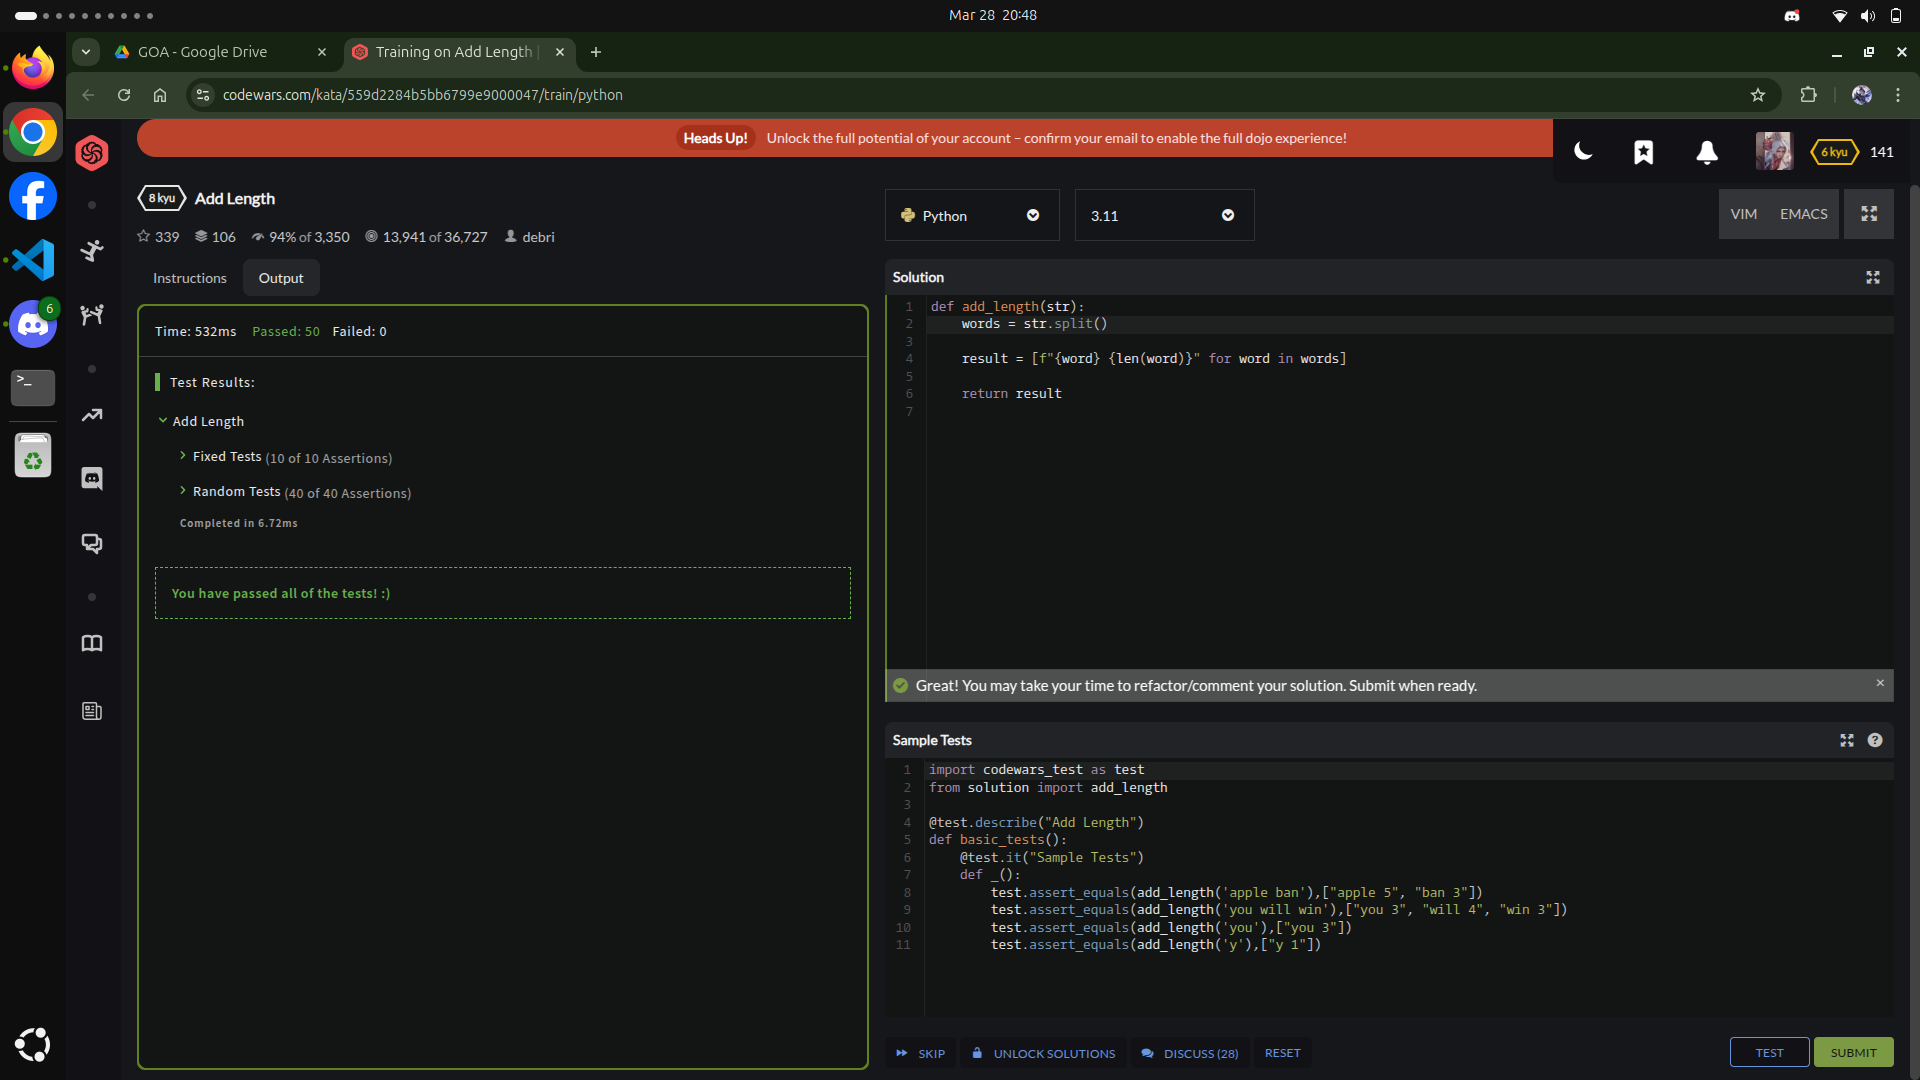 Mar 28 20:48
GOA - Google Drive
Training on Add Length |
codewars.com/kata/559d2284b5bb6799e9000047/train/python
Heads Up! Unlock the full potential of your account – confirm your email to enable the full dojo experience!
6 kyu 141
8 kyu Add Length
339 106 94% of 3,350 13,941 of 36,727 debri
Python
3.11
VIM EMACS
6
Instructions
Output
Time: 532ms Passed: 50 Failed: 0
Test Results:
Add Length
Fixed Tests (10 of 10 Assertions)
Random Tests (40 of 40 Assertions)
Completed in 6.72ms
You have passed all of the tests! :)
Solution
1 def add_length(str):
2 words = str.split()
3
4 result = [f"{word} {len(word)}" for word in words]
5
6 return result
7
Great! You may take your time to refactor/comment your solution. Submit when ready.
Sample Tests
1 import codewars_test as test
2 from solution import add_length
3
4 @test.describe("Add Length")
5 def basic_tests():
6 @test.it("Sample Tests")
7 def _():
8 test.assert_equals(add_length('apple ban'),["apple 5", "ban 3"])
9 test.assert_equals(add_length('you will win'),["you 3", "will 4", "win 3"])
10 test.assert_equals(add_length('you'),["you 3"])
11 test.assert_equals(add_length('y'),["y 1"])
SKIP UNLOCK SOLUTIONS DISCUSS (28) RESET TEST SUBMIT